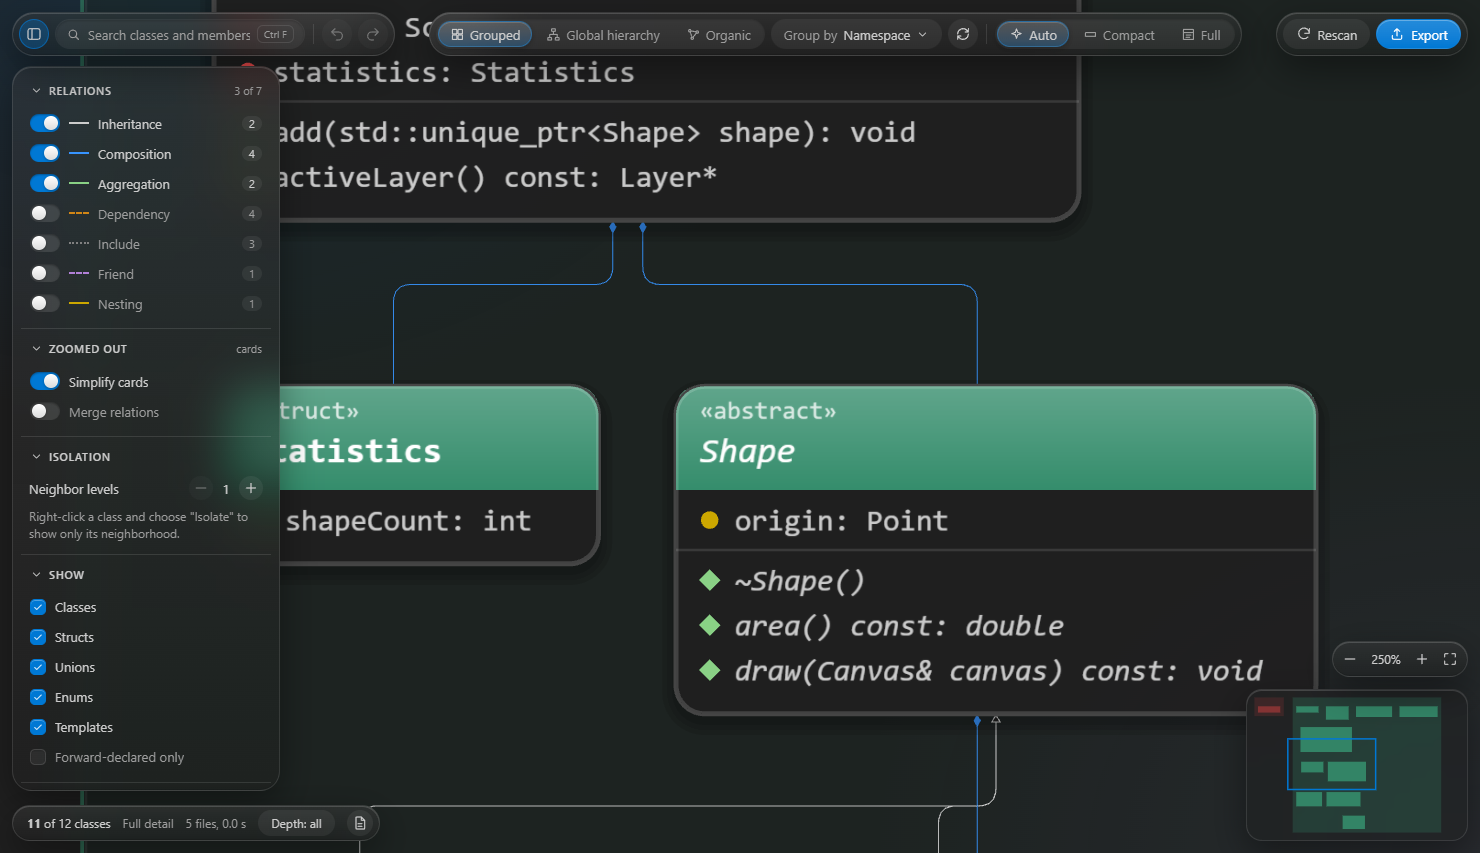 Search classes and members
Ctrl F
Grouped
Global hierarchy
Organic
Group by Namespace
Auto
Compact
Full
Rescan
Export
RELATIONS
3 of 7
Inheritance
2
Composition
4
Aggregation
2
Dependency
4
Include
3
Friend
1
Nesting
1
ZOOMED OUT
cards
Simplify cards
Merge relations
ISOLATION
Neighbor levels
1
Right-click a class and choose "Isolate" to
show only its neighborhood.
SHOW
Classes
Structs
Unions
Enums
Templates
Forward-declared only
11 of 12 classes
Full detail
5 files, 0.0 s
Depth: all
statistics: Statistics
add(std::unique_ptr<Shape> shape): void
activeLayer() const: Layer*
truct»
tatistics
shapeCount: int
«abstract»
Shape
origin: Point
~Shape()
area() const: double
draw(Canvas& canvas) const: void
250%